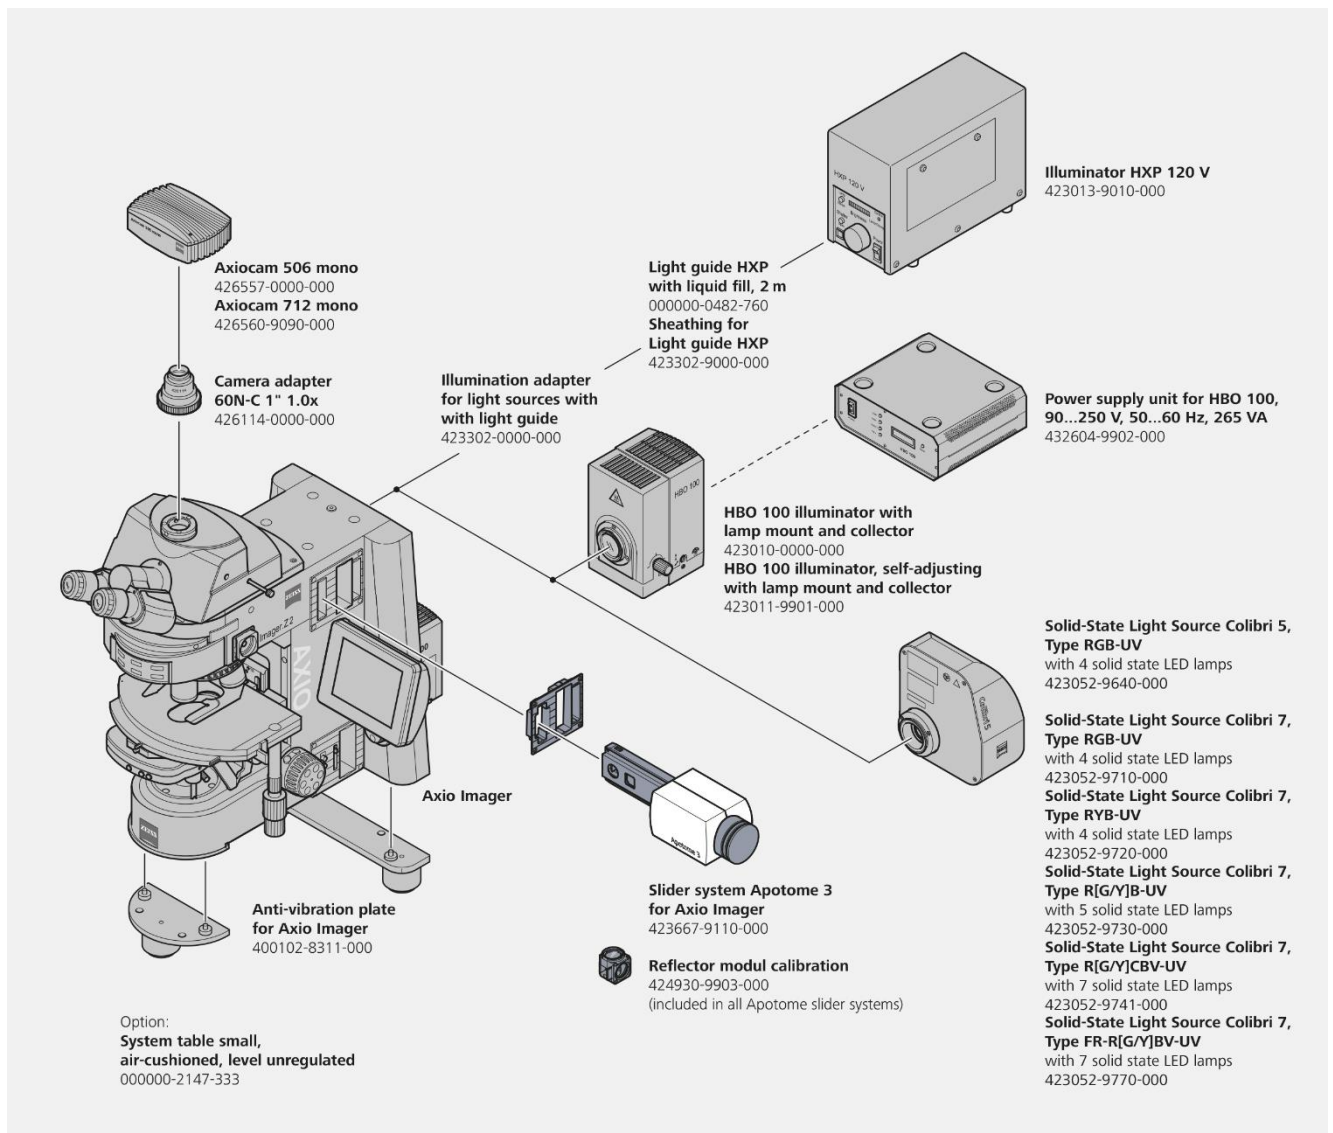 Illuminator HXP 120 V
423013-9010-000
HXP 120 V
Light guide HXP
with liquid fill, 2 m
000000-0482-760
Sheathing for
Light guide HXP
423302-9000-000
Axiocam 506 mono
426557-0000-000
Axiocam 712 mono
426560-9090-000
Camera adapter
60N-C 1" 1.0x
426114-0000-000
Illumination adapter
for light sources with
with light guide
423302-0000-000
Power supply unit for HBO 100,
90...250 V, 50...60 Hz, 265 VA
432604-9902-000
HBO 100
HBO 100
HBO 100 illuminator with
lamp mount and collector
423010-0000-000
HBO 100 illuminator, self-adjusting
with lamp mount and collector
423011-9901-000
ZEISS
Imager.Z2
AXIO
ZEISS
Axio Imager
Colibri 5
Apotome 3
Solid-State Light Source Colibri 5,
Type RGB-UV
with 4 solid state LED lamps
423052-9640-000
Solid-State Light Source Colibri 7,
Type RGB-UV
with 4 solid state LED lamps
423052-9710-000
Solid-State Light Source Colibri 7,
Type RYB-UV
with 4 solid state LED lamps
423052-9720-000
Solid-State Light Source Colibri 7,
Type R[G/Y]B-UV
with 5 solid state LED lamps
423052-9730-000
Solid-State Light Source Colibri 7,
Type R[G/Y]CBV-UV
with 7 solid state LED lamps
423052-9741-000
Solid-State Light Source Colibri 7,
Type FR-R[G/Y]BV-UV
with 7 solid state LED lamps
423052-9770-000
Anti-vibration plate
for Axio Imager
400102-8311-000
Slider system Apotome 3
for Axio Imager
423667-9110-000
Reflector modul calibration
424930-9903-000
(included in all Apotome slider systems)
Option:
System table small,
air-cushioned, level unregulated
000000-2147-333